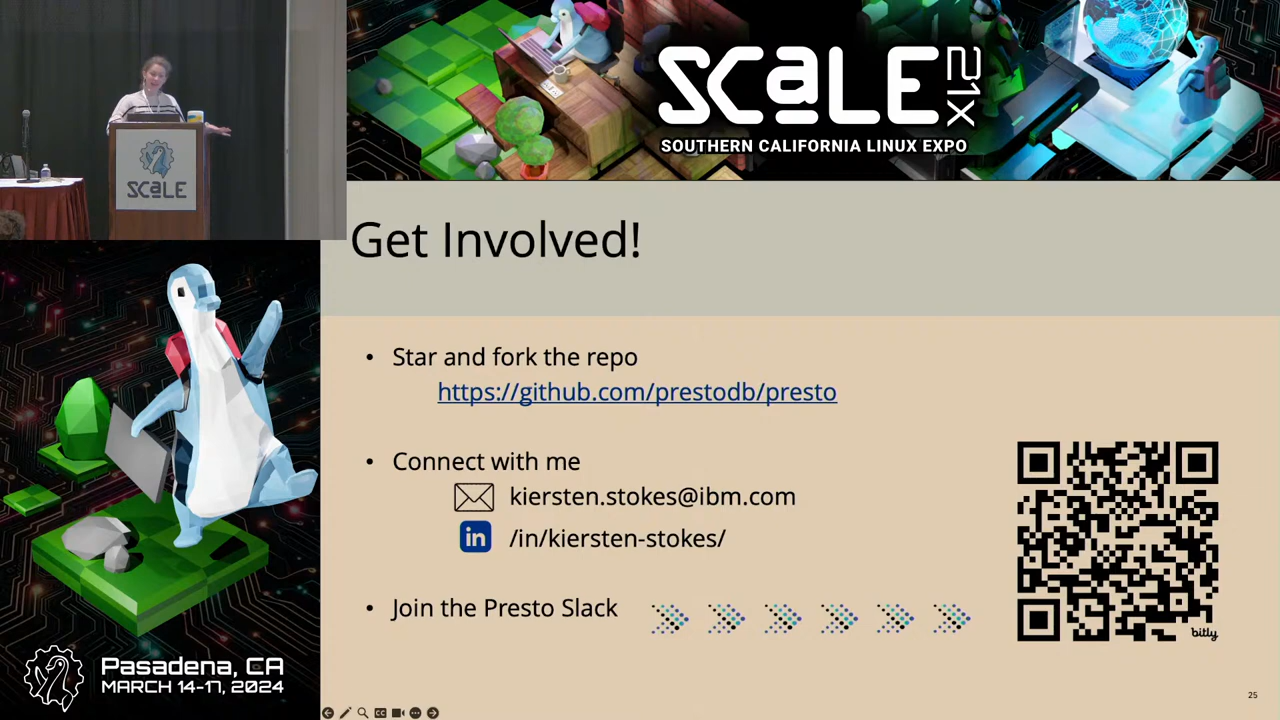 SCALE 21X
SOUTHERN CALIFORNIA LINUX EXPO
SCALE
Get Involved!
• Star and fork the repo
https://github.com/prestodb/presto
• Connect with me
kiersten.stokes@ibm.com
in /in/kiersten-stokes/
• Join the Presto Slack
bitly
Pasadena, CA
MARCH 14-17, 2024
25
CC